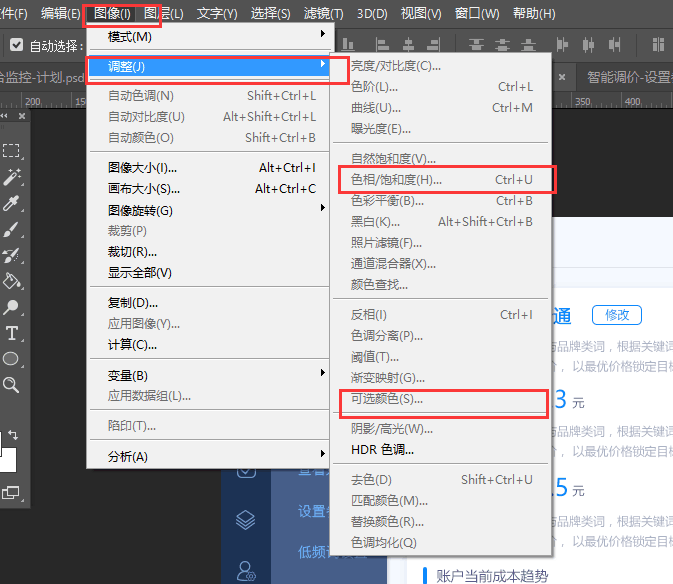 件(F) 编辑(E) 图像(I) 图层(L) 文字(Y) 选择(S) 滤镜(T) 3D(D) 视图(V) 窗口(W) 帮助(H)
自动选择:
监控-计划.psd
智能调价-设置
200 150
350 400
模式(M)
调整(J)
自动色调(N) Shift+Ctrl+L
自动对比度(U) Alt+Shift+Ctrl+L
自动颜色(O) Shift+Ctrl+B
图像大小(I)... Alt+Ctrl+I
画布大小(S)... Alt+Ctrl+C
图像旋转(G)
裁剪(P)
裁切(R)...
显示全部(V)
复制(D)...
应用图像(Y)...
计算(C)...
变量(B)
应用数据组(L)...
陷印(T)...
分析(A)
亮度/对比度(C)...
色阶(L)... Ctrl+L
曲线(U)... Ctrl+M
曝光度(E)...
自然饱和度(V)...
色相/饱和度(H)... Ctrl+U
色彩平衡(B)... Ctrl+B
黑白(K)... Alt+Shift+Ctrl+B
照片滤镜(F)...
通道混合器(X)...
颜色查找...
反相(I) Ctrl+I
色调分离(P)...
阈值(T)...
渐变映射(G)...
可选颜色(S)...
阴影/高光(W)...
HDR 色调...
去色(D) Shift+Ctrl+U
匹配颜色(M)...
替换颜色(R)...
色调均化(Q)
通 修改
与品牌类词，根据关键词
，以最优价格锁定目标
3 元
与品牌类词，根据关键词
，以最优价格锁定目标
.5 元
与品牌类词，根据关键词
，以最优价格锁定目标
设置
低频
账户当前成本趋势